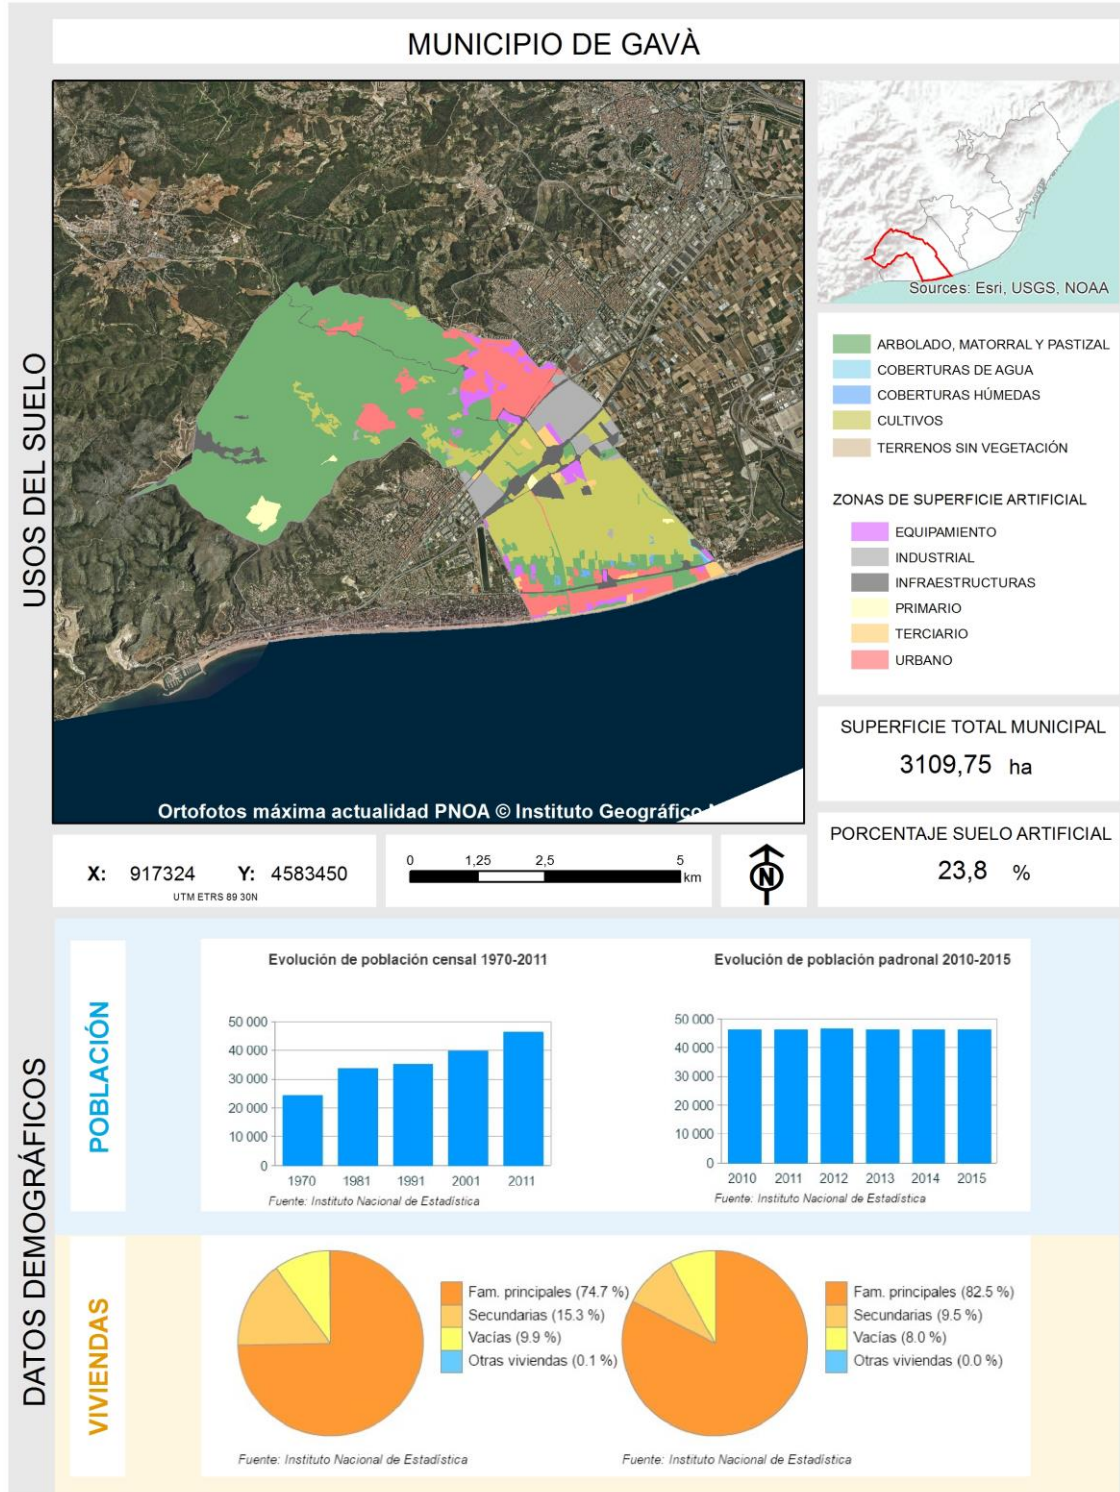 MUNICIPIO DE GAVÀ
USOS DEL SUELO
Ortofotos máxima actualidad PNOA © Instituto Geográfico
Sources: Esri, USGS, NOAA
ARBOLADO, MATORRAL Y PASTIZAL
COBERTURAS DE AGUA
COBERTURAS HÚMEDAS
CULTIVOS
TERRENOS SIN VEGETACIÓN
ZONAS DE SUPERFICIE ARTIFICIAL
EQUIPAMIENTO
INDUSTRIAL
INFRAESTRUCTURAS
PRIMARIO
TERCIARIO
URBANO
SUPERFICIE TOTAL MUNICIPAL
3109,75 ha
PORCENTAJE SUELO ARTIFICIAL
23,8 %
X: 917324 Y: 4583450
UTM ETRS 89 30N
0 1,25 2,5 5
km
N
DATOS DEMOGRÁFICOS
POBLACIÓN
Evolución de población censal 1970-2011
50 000
40 000
30 000
20 000
10 000
0
1970 1981 1991 2001 2011
Fuente: Instituto Nacional de Estadística
Evolución de población padronal 2010-2015
50 000
40 000
30 000
20 000
10 000
0
2010 2011 2012 2013 2014 2015
Fuente: Instituto Nacional de Estadística
VIVIENDAS
Fam. principales (74.7 %)
Secundarias (15.3 %)
Vacías (9.9 %)
Otras viviendas (0.1 %)
Fuente: Instituto Nacional de Estadística
Fam. principales (82.5 %)
Secundarias (9.5 %)
Vacías (8.0 %)
Otras viviendas (0.0 %)
Fuente: Instituto Nacional de Estadística